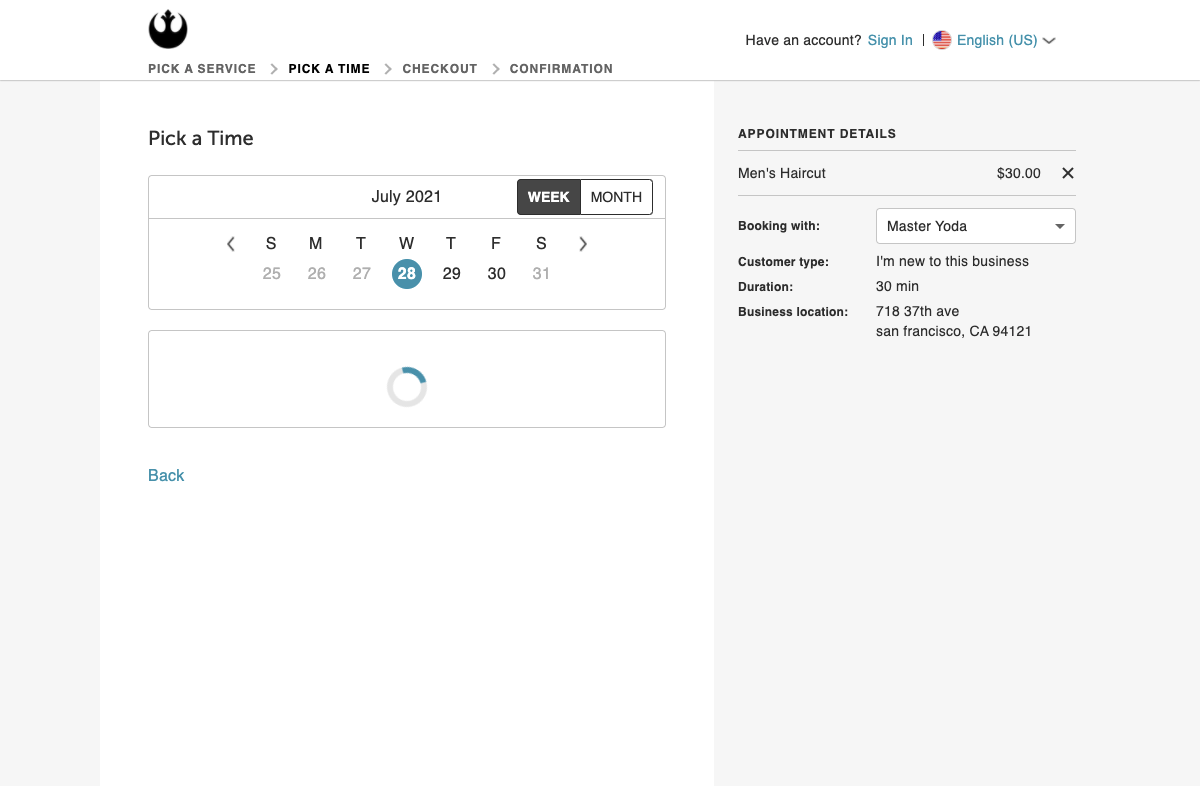 Have an account? Sign In | English (US)
PICK A SERVICE PICK A TIME CHECKOUT CONFIRMATION
Pick a Time
July 2021 WEEK MONTH
S M T W T F S
25 26 27 28 29 30 31
Back
APPOINTMENT DETAILS
Men's Haircut $30.00
Booking with: Master Yoda
Customer type: I'm new to this business
Duration: 30 min
Business location: 718 37th ave
san francisco, CA 94121